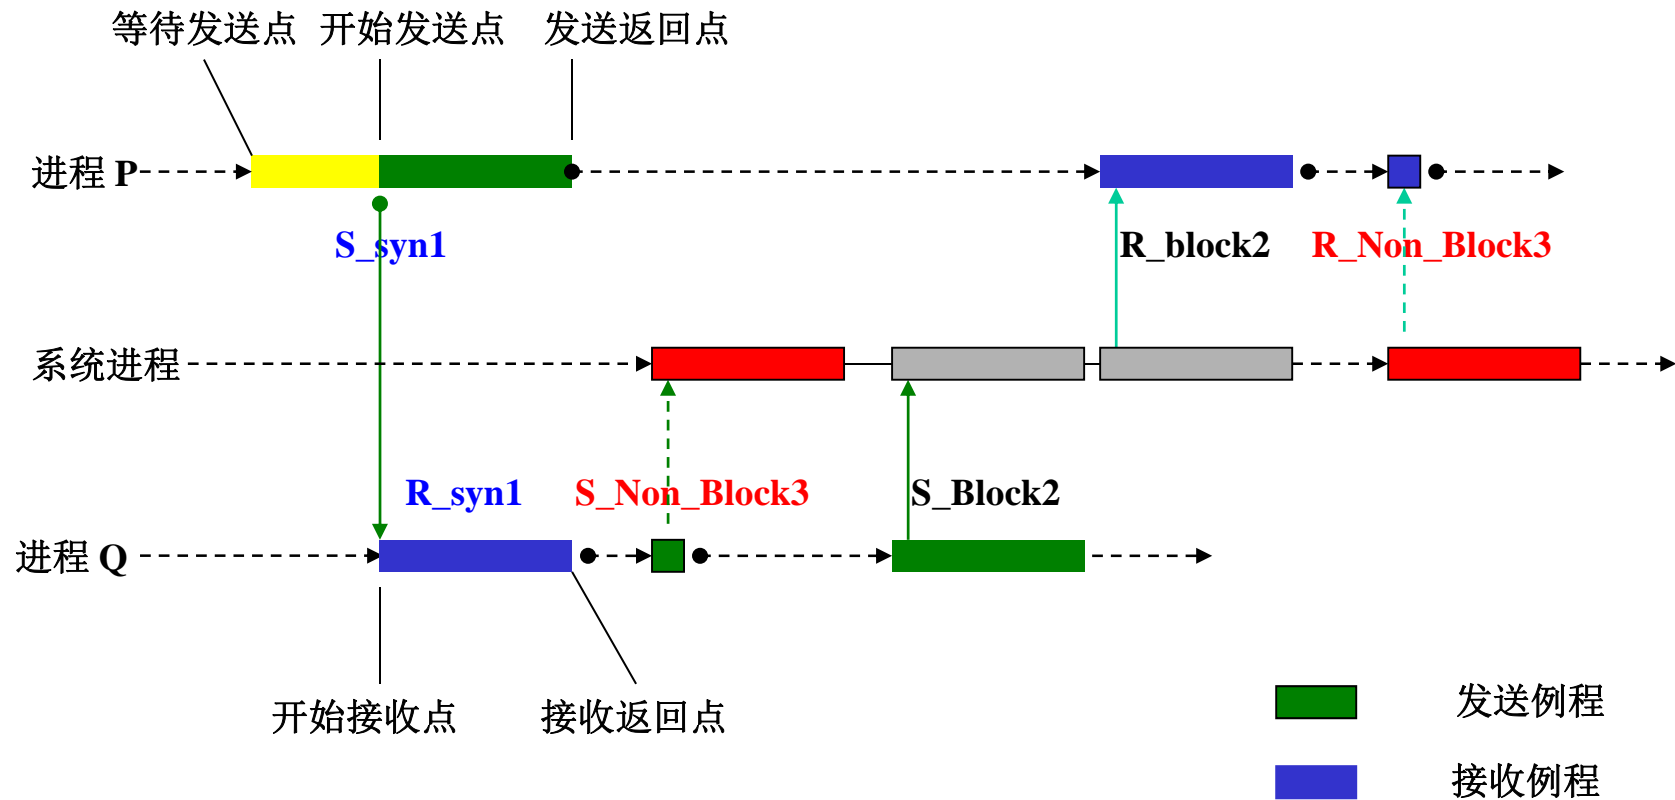 等待发送点 开始发送点 发送返回点
进程 P
S_syn1 R_block2 R_Non_Block3
系统进程
R_syn1 S_Non_Block3 S_Block2
进程 Q
开始接收点 接收返回点
发送例程
接收例程